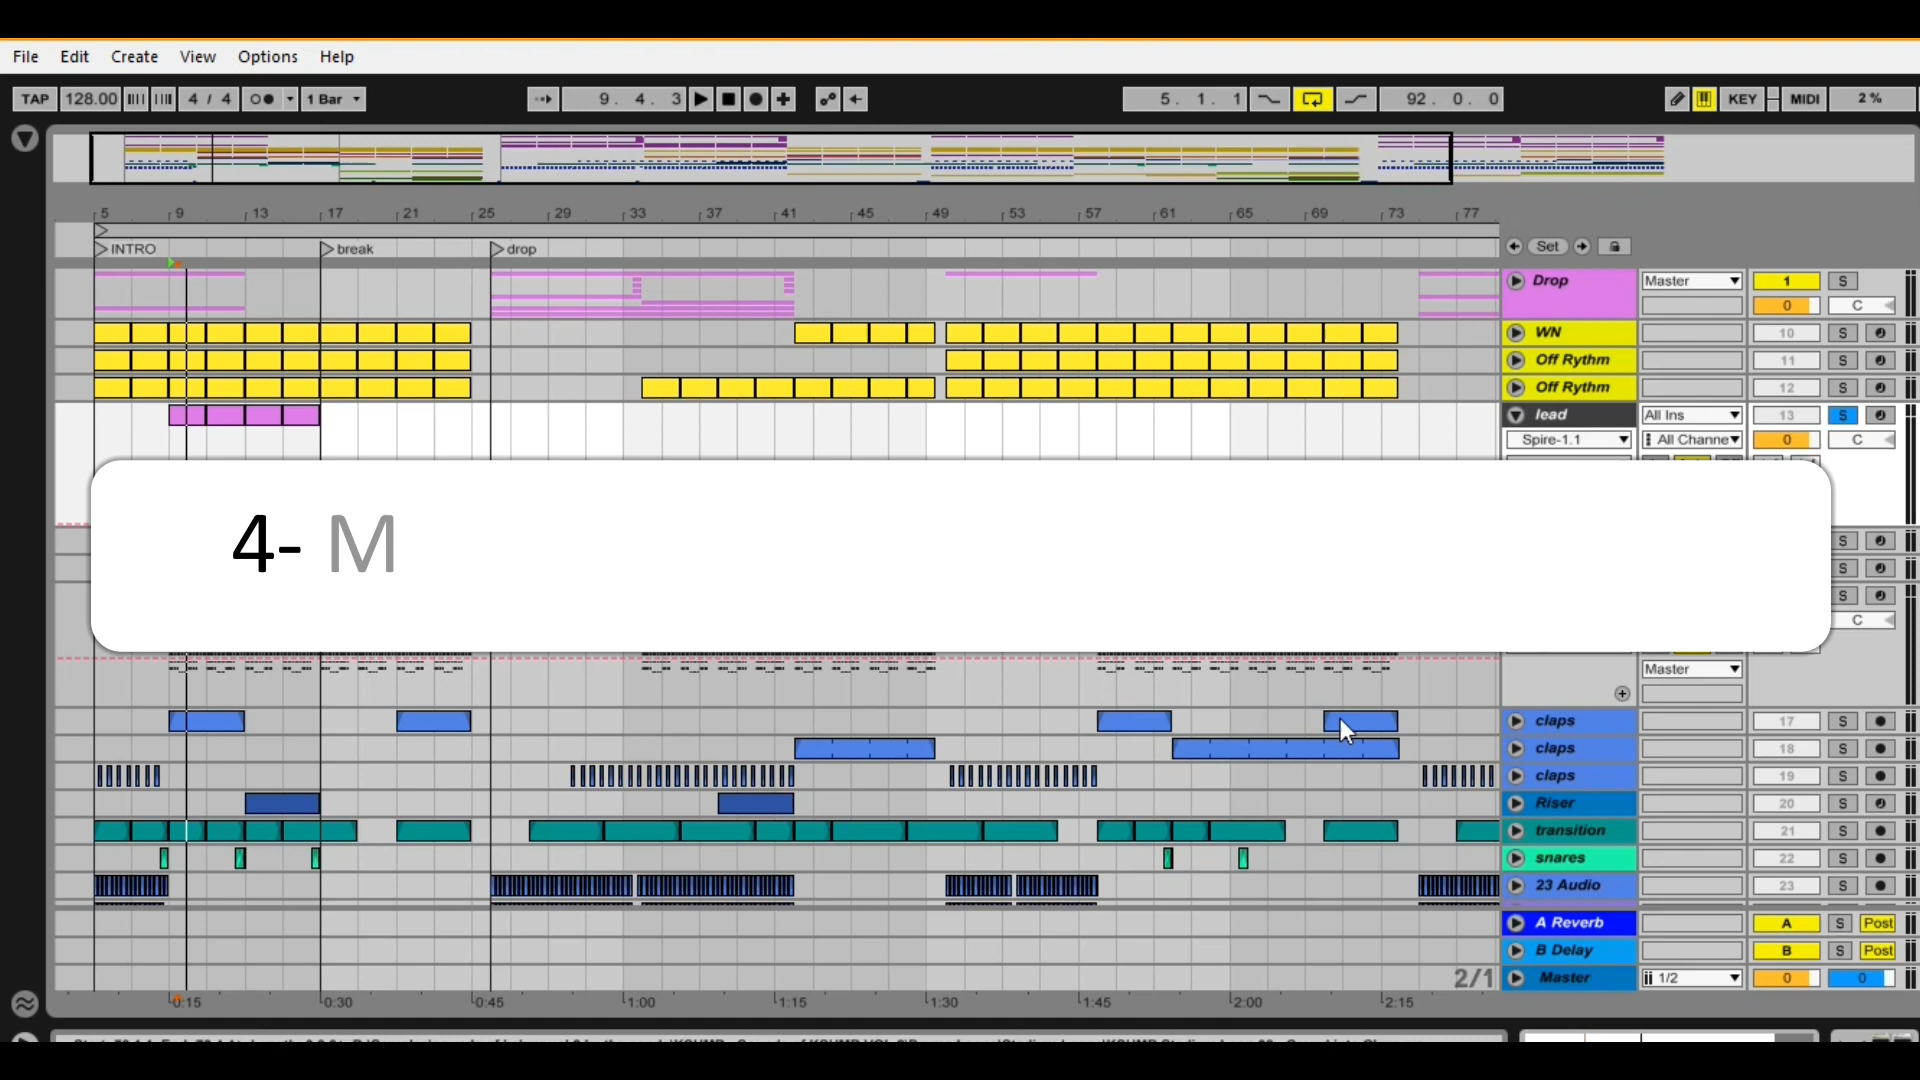 File Edit Create View Options Help
TAP 128.00 4 / 4 1 Bar 9. 4. 3 5. 1. 1 92. 0. 0 KEY MIDI 2 %
5 9 13 17 21 25 29 33 37 41 45 49 53 57 61 65 69 73 77
Set
INTRO break drop
Drop Master 1 S
0 C
WN 10 S
Off Rythm 11 S
Off Rythm 12 S
lead All Ins 13 S
Spire-1.1 All Channe 0 C
4- M
S
S
S
C
Master
claps 17 S
claps 18 S
claps 19 S
Riser 20 S
transition 21 S
snares 22 S
23 Audio 23 S
A Reverb A S Post
B Delay B S Post
2/1 Master 1/2 0 0
0:15 0:30 0:45 1:00 1:15 1:30 1:45 2:00 2:15